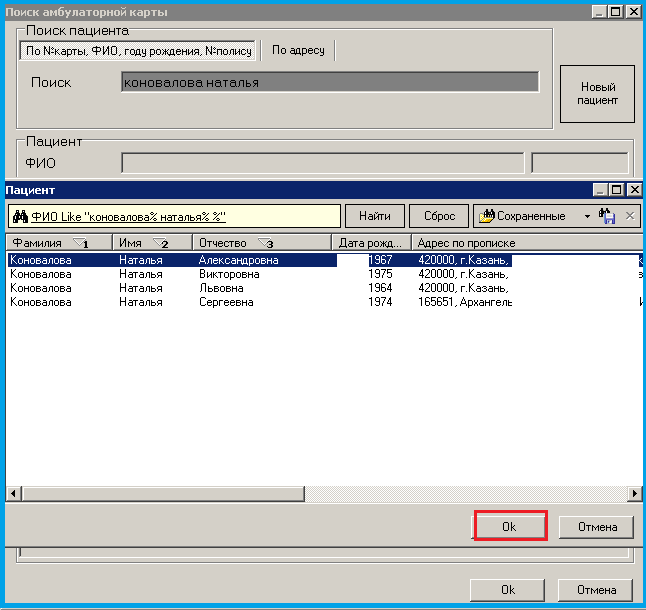 Поиск амбулаторной карты
Поиск пациента
По №карты, ФИО, году рождения, №полису По адресу
Поиск коновалова наталья
Новый пациент
Пациент
ФИО
Пациент
ФИО Like "коновалова% наталья% %" Найти Сброс Сохраненные
Фамилия 1 Имя 2 Отчество 3 Дата рожд... Адрес по прописке
Коновалова Наталья Александровна 1967 420000, г.Казань,
Коновалова Наталья Викторовна 1975 420000, г.Казань,
Коновалова Наталья Львовна 1964 420000, г.Казань,
Коновалова Наталья Сергеевна 1974 165651, Архангель
Ok Отмена
Ok Отмена